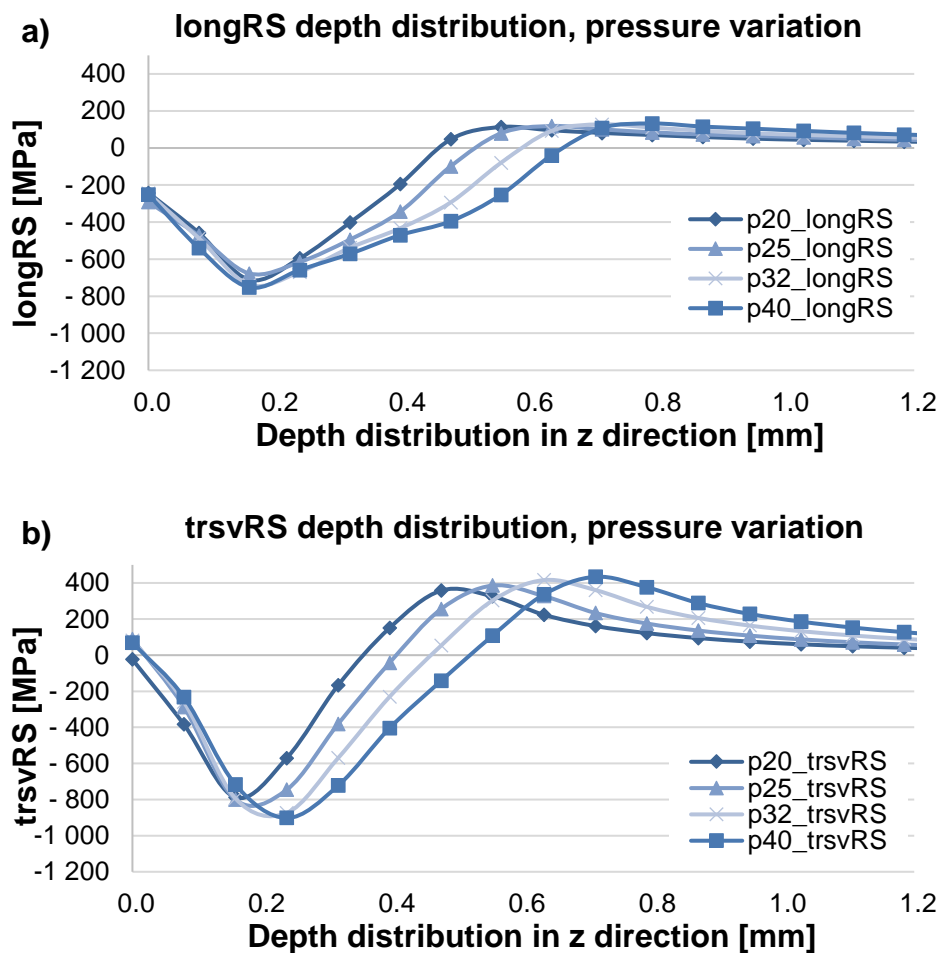 a)
longRS depth distribution, pressure variation
longRS [MPa]
400
200
0
- 200
- 400
- 600
- 800
-1 000
-1 200
p20_longRS
p25_longRS
p32_longRS
p40_longRS
0.0 0.2 0.4 0.6 0.8 1.0 1.2
Depth distribution in z direction [mm]
b)
trsvRS depth distribution, pressure variation
trsvRS [MPa]
400
200
0
- 200
- 400
- 600
- 800
-1 000
-1 200
p20_trsvRS
p25_trsvRS
p32_trsvRS
p40_trsvRS
0.0 0.2 0.4 0.6 0.8 1.0 1.2
Depth distribution in z direction [mm]